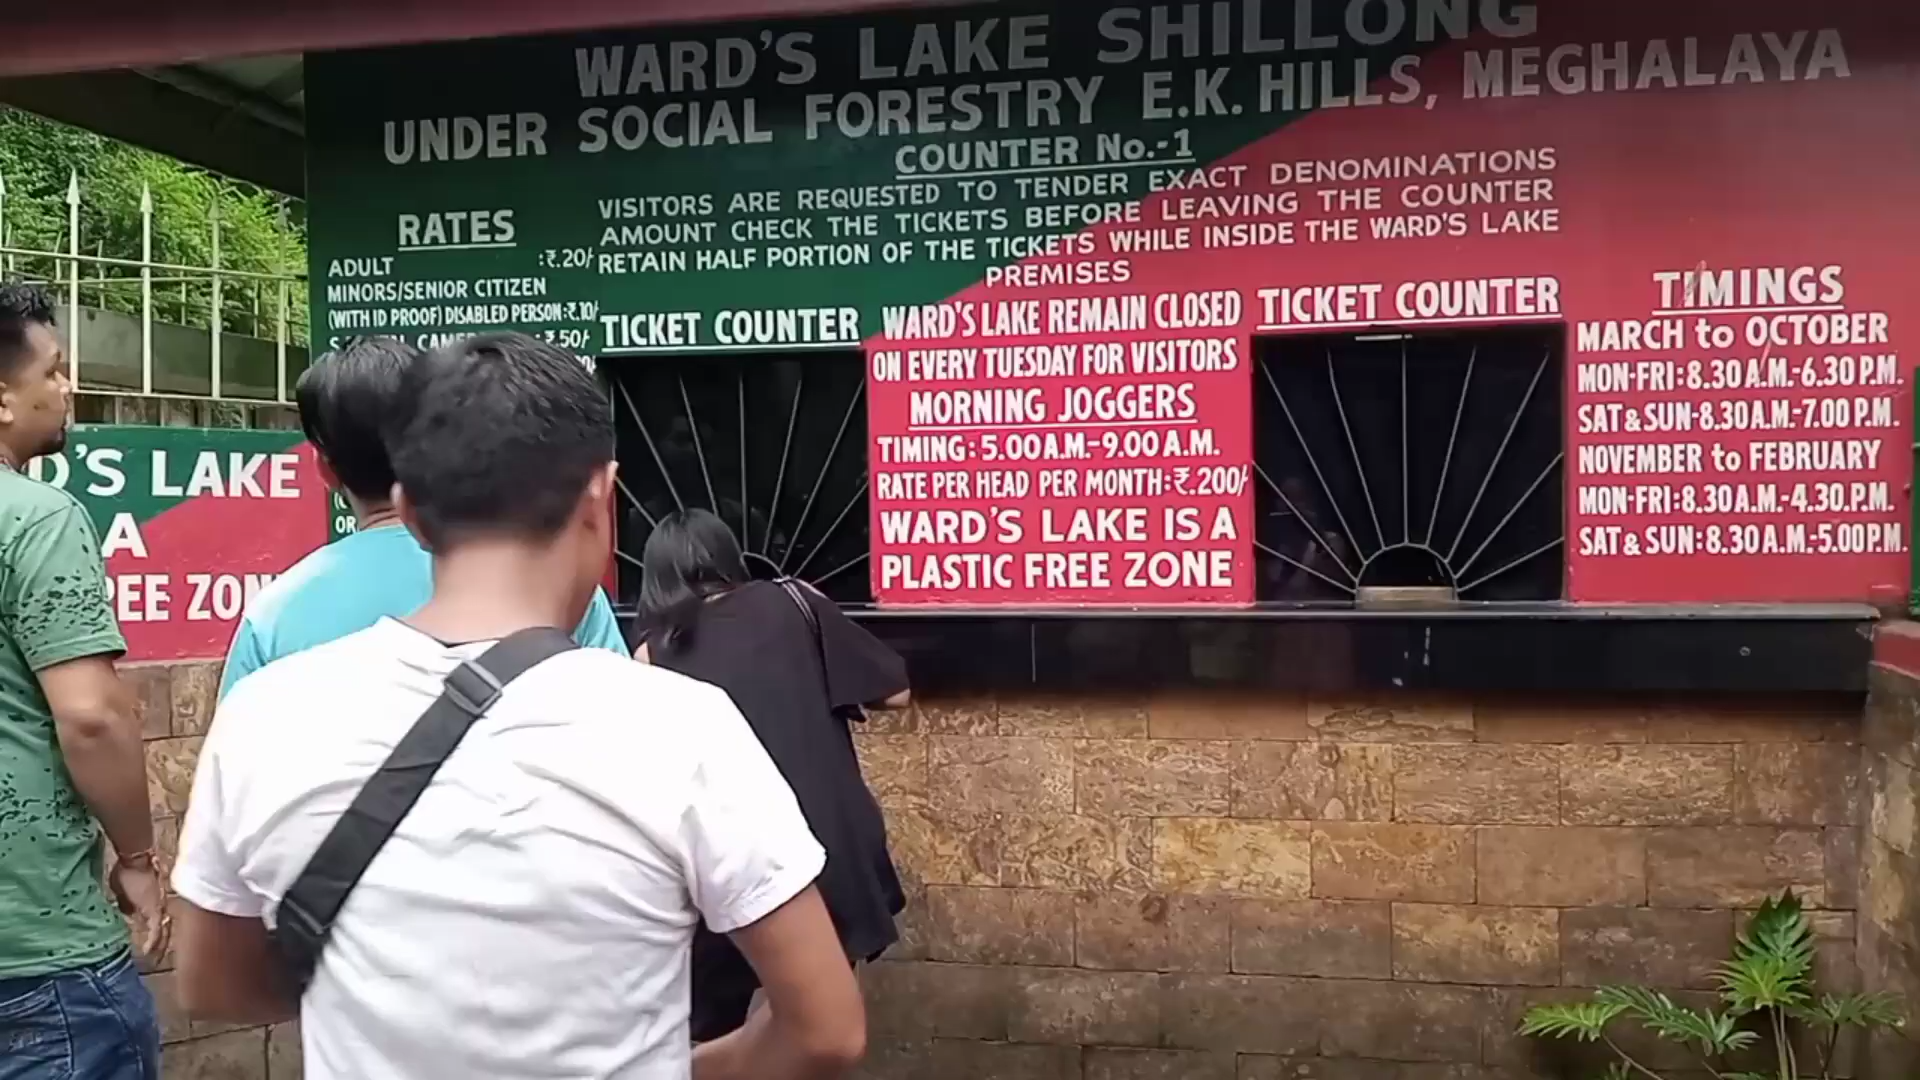 WARD'S LAKE SHILLONG
UNDER SOCIAL FORESTRY E.K. HILLS, MEGHALAYA
COUNTER No.-1
VISITORS ARE REQUESTED TO TENDER EXACT DENOMINATIONS
AMOUNT CHECK THE TICKETS BEFORE LEAVING THE COUNTER
RETAIN HALF PORTION OF THE TICKETS WHILE INSIDE THE WARD'S LAKE
PREMISES
RATES
ADULT :₹.20/-
MINORS/SENIOR CITIZEN
(WITH ID PROOF) DISABLED PERSON:₹.10/-
:₹.50/-
TICKET COUNTER
WARD'S LAKE REMAIN CLOSED
ON EVERY TUESDAY FOR VISITORS
MORNING JOGGERS
TIMING: 5.00 A.M.-9.00 A.M.
RATE PER HEAD PER MONTH:₹.200/-
WARD'S LAKE IS A
PLASTIC FREE ZONE
TICKET COUNTER
TIMINGS
MARCH to OCTOBER
MON-FRI:8.30 A.M.-6.30 P.M.
SAT & SUN-8.30A.M.-7.00 P.M.
NOVEMBER to FEBRUARY
MON-FRI:8.30A.M.-4.30.P.M.
SAT & SUN:8.30 A.M.-5.00P.M.
D'S LAKE
A
EE ZON
OR